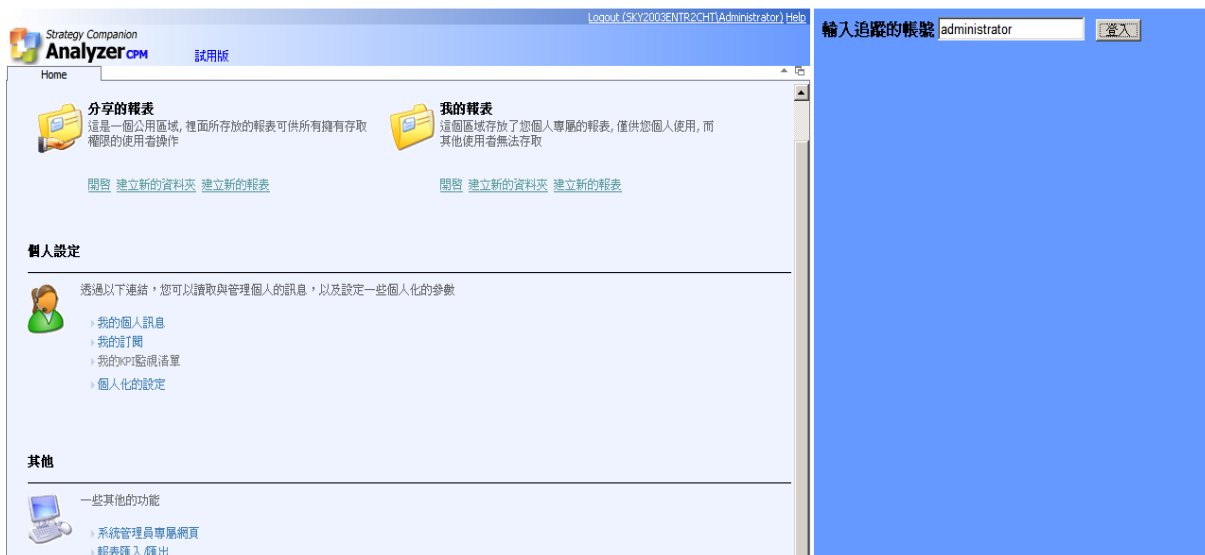 Logout (SKY2003ENTR2CHT\Administrator) Help
Strategy Companion
Analyzer CPM 試用版
Home
分享的報表
這是一個公用區域, 裡面所存放的報表可供所有擁有存取
權限的使用者操作
開啓 建立新的資料夾 建立新的報表
我的報表
這個區域存放了您個人專屬的報表, 僅供您個人使用, 而
其他使用者無法存取
開啓 建立新的資料夾 建立新的報表
個人設定
透過以下連結，您可以讀取與管理個人的訊息，以及設定一些個人化的參數
我的個人訊息
我的訂閱
我的KPI監視清單
個人化的設定
其他
一些其他的功能
系統管理員專屬網頁
報表匯入/匯出
輸入追蹤的帳號 administrator 登入